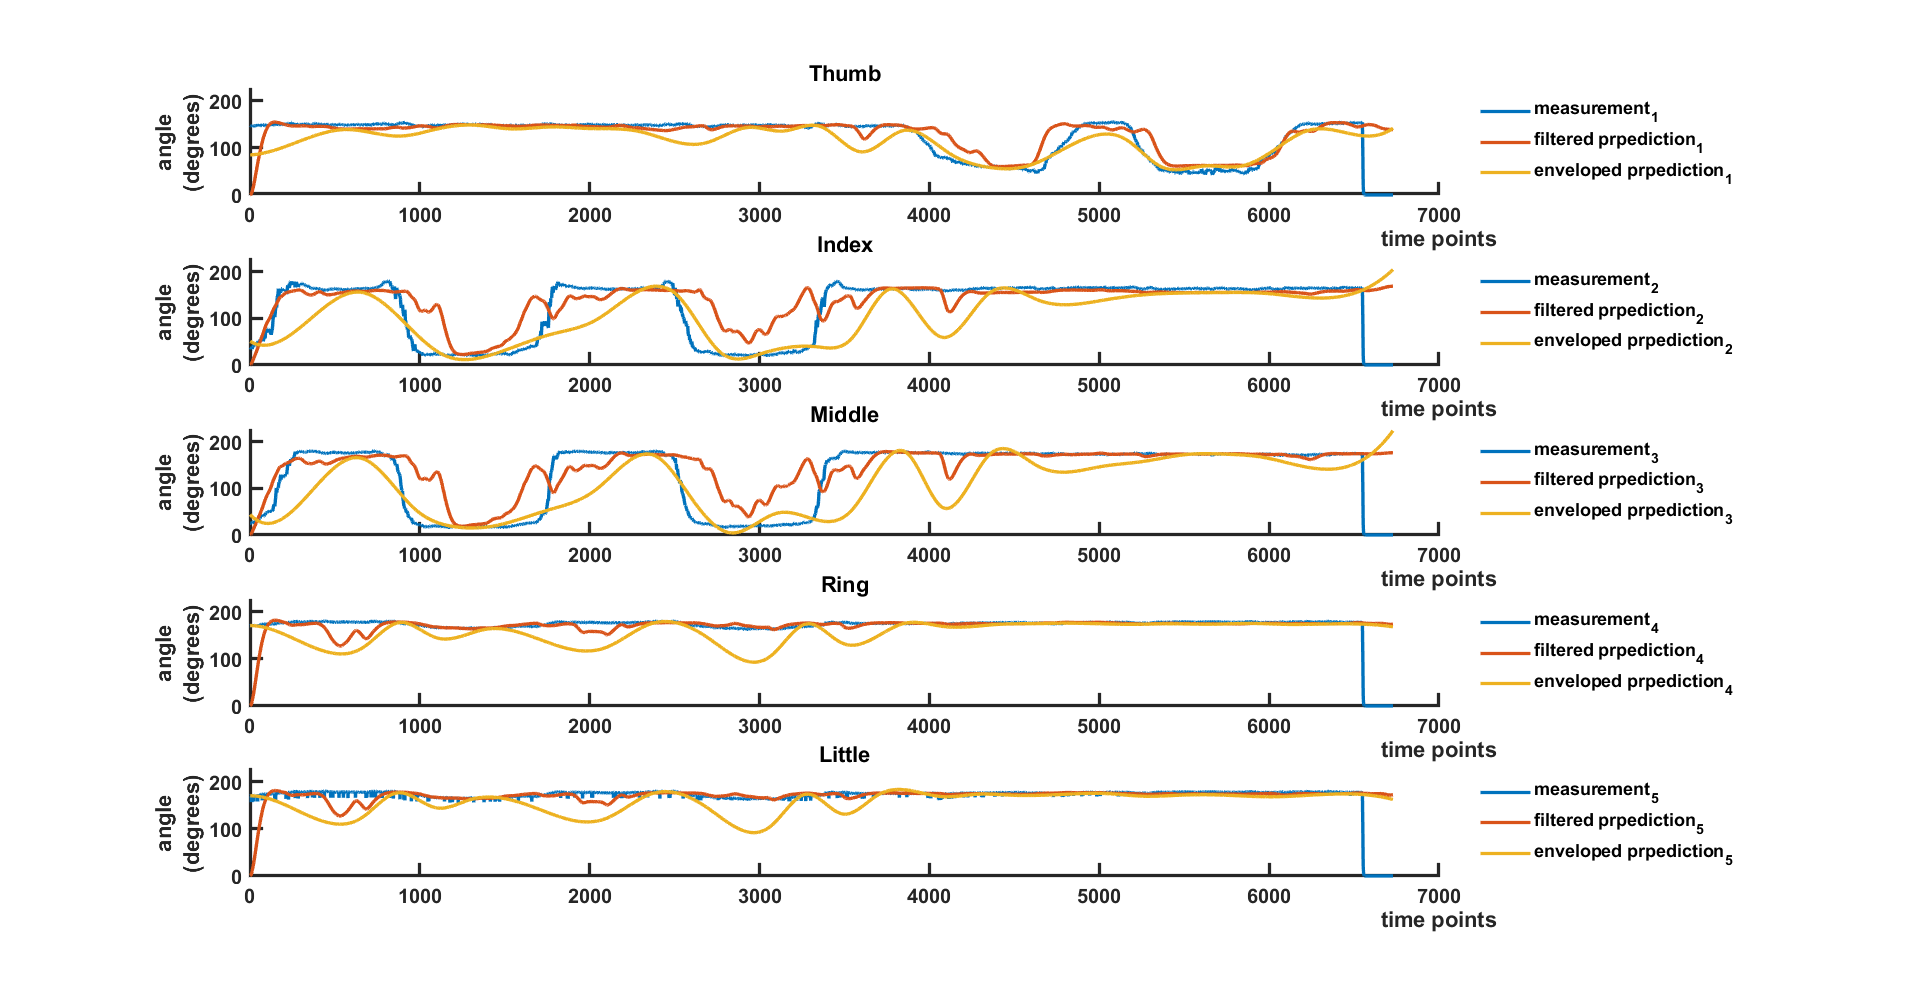 Thumb
angle
(degrees)
200
100
0
0 1000 2000 3000 4000 5000 6000 7000
time points
measurement1
filtered prpediction1
enveloped prpediction1
Index
angle
(degrees)
200
100
0
0 1000 2000 3000 4000 5000 6000 7000
time points
measurement2
filtered prpediction2
enveloped prpediction2
Middle
angle
(degrees)
200
100
0
0 1000 2000 3000 4000 5000 6000 7000
time points
measurement3
filtered prpediction3
enveloped prpediction3
Ring
angle
(degrees)
200
100
0
0 1000 2000 3000 4000 5000 6000 7000
time points
measurement4
filtered prpediction4
enveloped prpediction4
Little
angle
(degrees)
200
100
0
0 1000 2000 3000 4000 5000 6000 7000
time points
measurement5
filtered prpediction5
enveloped prpediction5